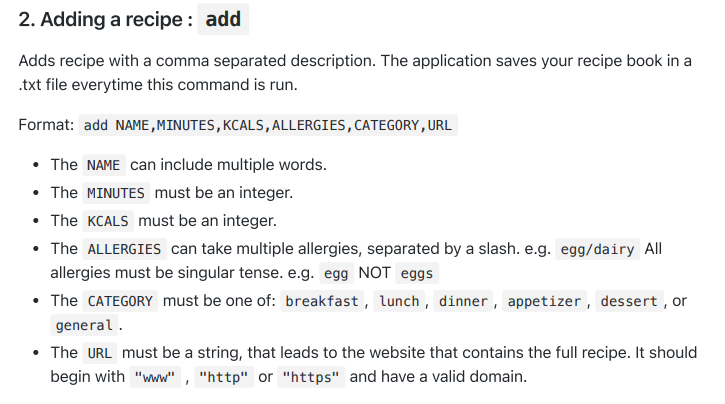 2. Adding a recipe : add
Adds recipe with a comma separated description. The application saves your recipe book in a
.txt file everytime this command is run.
Format: add NAME,MINUTES,KCALS,ALLERGIES,CATEGORY,URL
• The NAME can include multiple words.
• The MINUTES must be an integer.
• The KCALS must be an integer.
• The ALLERGIES can take multiple allergies, separated by a slash. e.g. egg/dairy All
allergies must be singular tense. e.g. egg NOT eggs
• The CATEGORY must be one of: breakfast, lunch, dinner, appetizer, dessert, or
general.
• The URL must be a string, that leads to the website that contains the full recipe. It should
begin with "www" , "http" or "https" and have a valid domain.